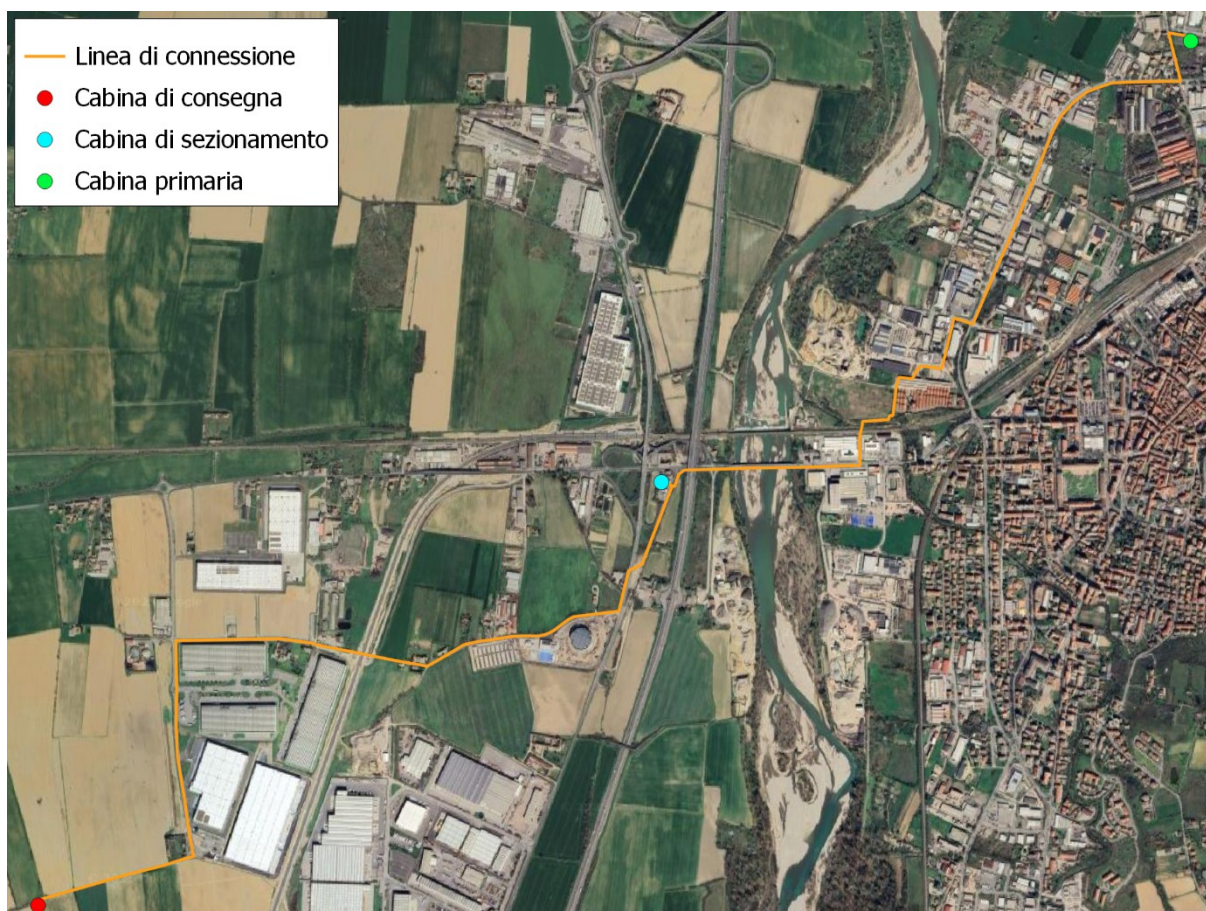 Linea di connessione
Cabina di consegna
Cabina di sezionamento
Cabina primaria